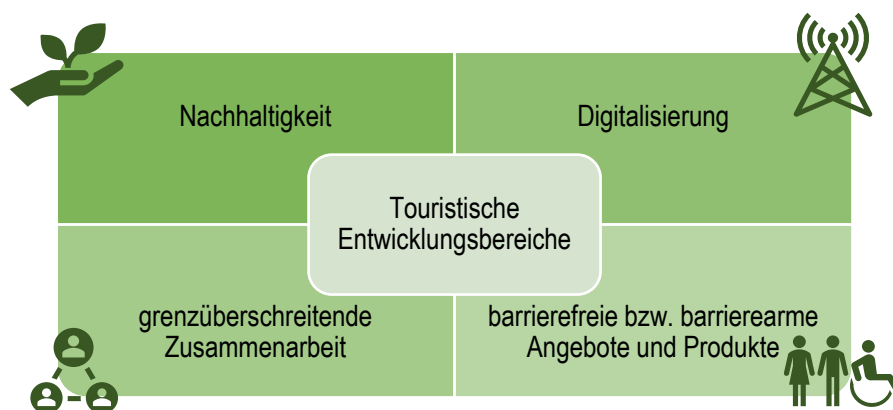 Nachhaltigkeit
Digitalisierung
Touristische
Entwicklungsbereiche
grenzüberschreitende
Zusammenarbeit
barrierefreie bzw. barrierearme
Angebote und Produkte